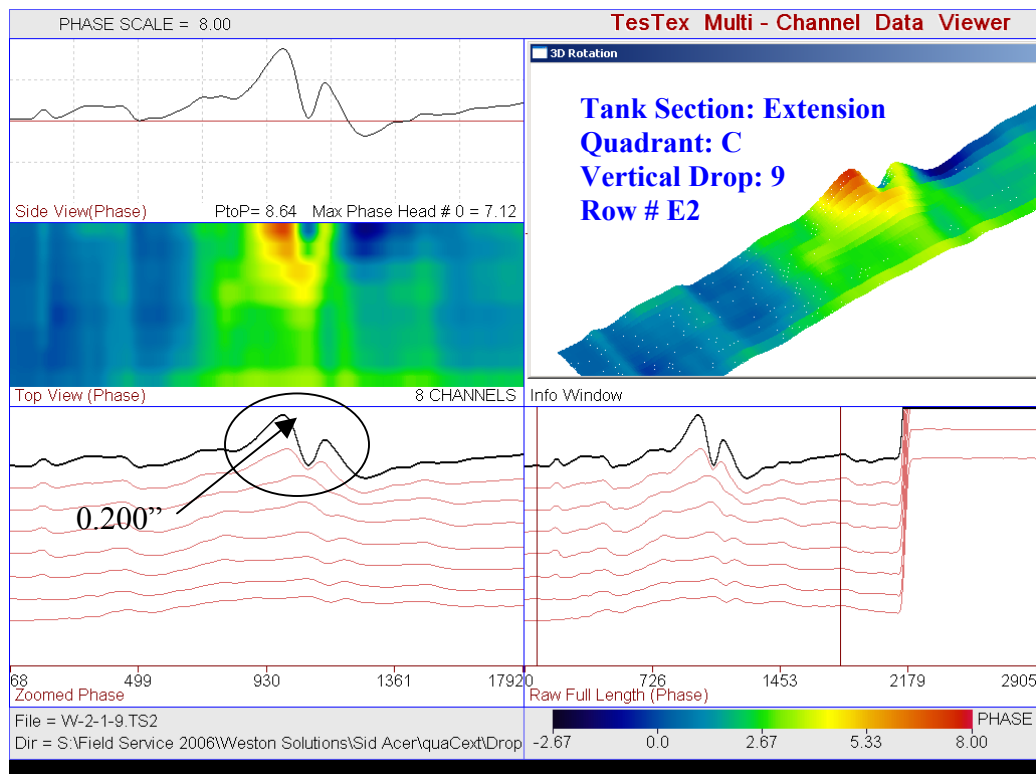 PHASE SCALE = 8.00
TesTex Multi - Channel Data Viewer
3D Rotation
Tank Section: Extension
Quadrant: C
Vertical Drop: 9
Row # E2
Side View(Phase) PtoP= 8.64 Max Phase Head # 0 = 7.12
Top View (Phase) 8 CHANNELS
Info Window
0.200”
68 499 930 1361 1792
Zoomed Phase
0 726 1453 2179 2905
Raw Full Length (Phase)
File = W-2-1-9.TS2
Dir = S:\Field Service 2006\Weston Solutions\Sid Acer\quaCext\Drop
PHASE
-2.67 0.0 2.67 5.33 8.00